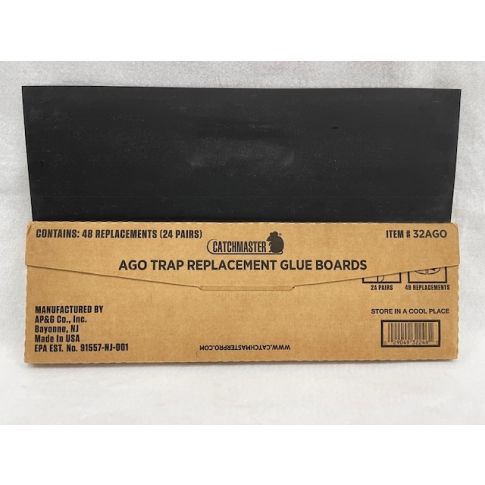 CONTAINS: 48 REPLACEMENTS (24 PAIRS)
CATCHMASTER
ITEM # 32AGO
AGO TRAP REPLACEMENT GLUE BOARDS
24 PAIRS
48 REPLACEMENTS
STORE IN A COOL PLACE
MANUFACTURED BY
AP&G Co., Inc.
Bayonne, NJ
Made In USA
EPA EST. No. 91557-NJ-001
WWW.CATCHMASTERPRO.COM